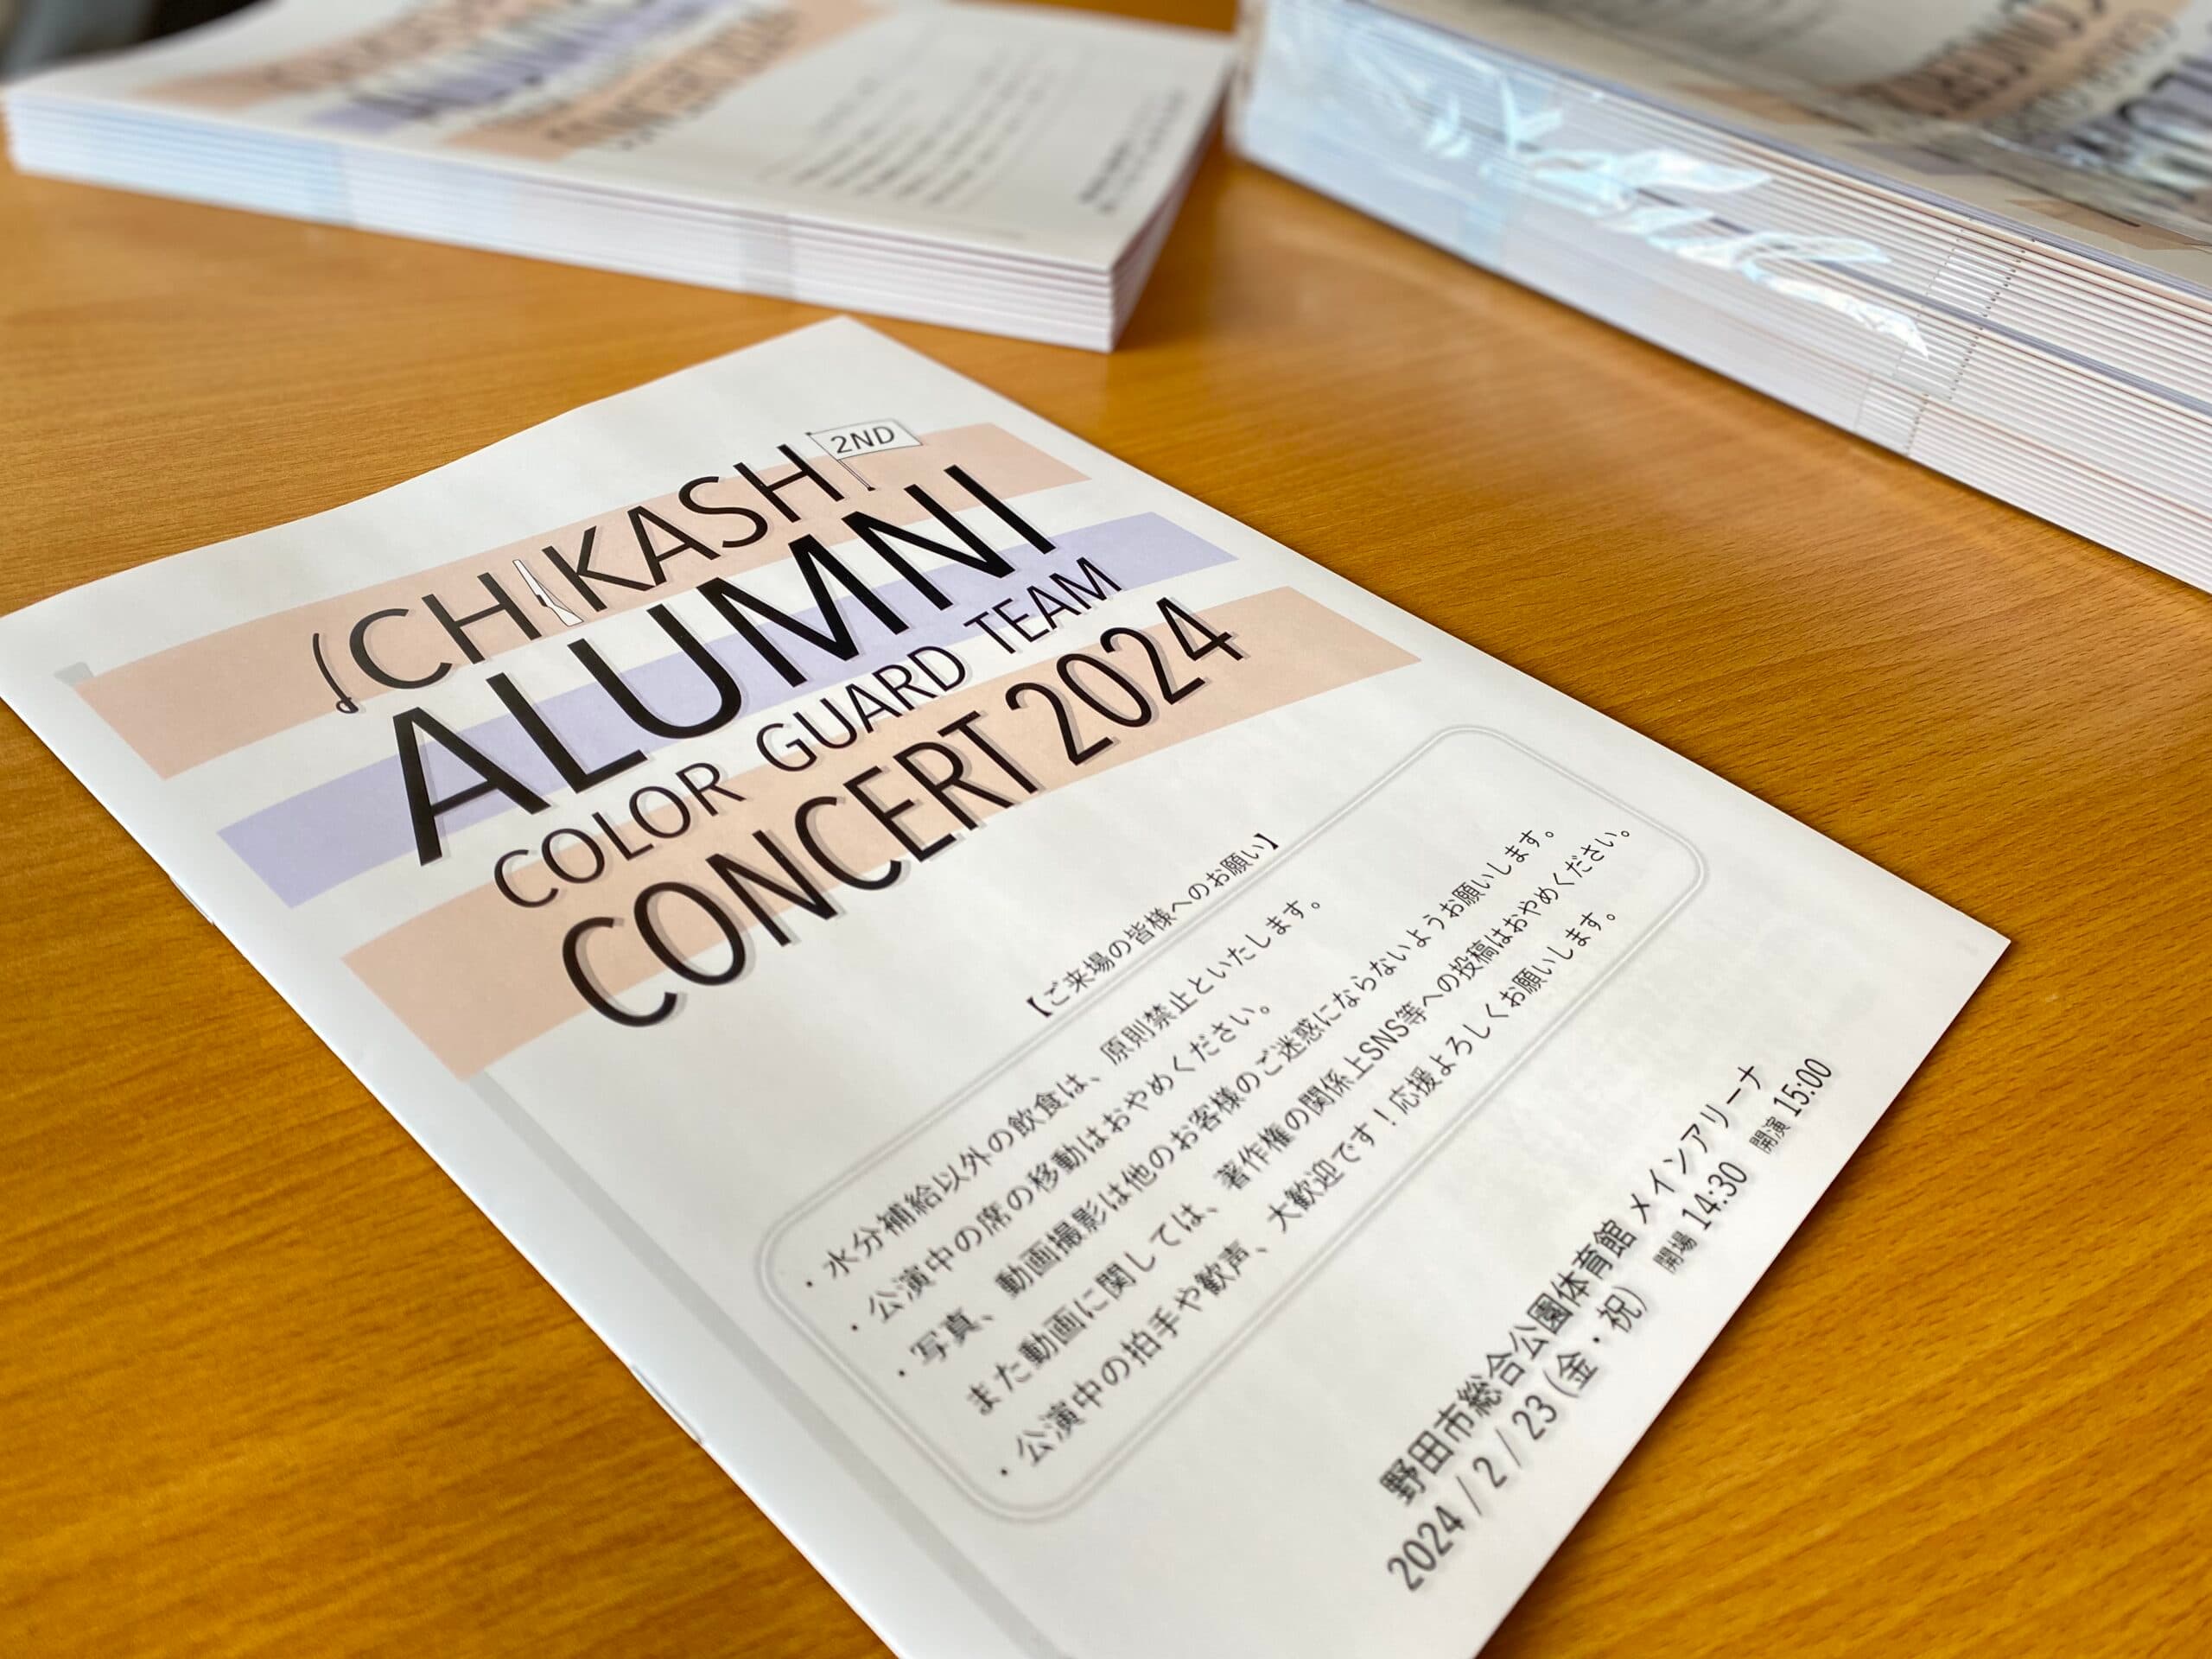 2ND
ICHIKASHI
ALUMNI
COLOR GUARD TEAM
CONCERT 2024
【ご来場の皆様へのお願い】
・水分補給以外の飲食は、原則禁止といたします。
・公演中の席の移動はおやめください。
・写真、動画撮影は他のお客様のご迷惑にならないようお願いします。
また動画に関しては、著作権の関係上SNS等への投稿はおやめください。
・公演中の拍手や歓声、大歓迎です！応援よろしくお願いします。
野田市総合公園体育館 メインアリーナ
2024 / 2 / 23 (金・祝) 開場 14:30 開演 15:00